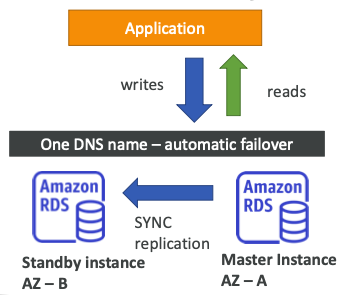 Application
writes
reads
One DNS name – automatic failover
Amazon
RDS
Amazon
RDS
SYNC
replication
Standby instance
AZ – B
Master Instance
AZ – A